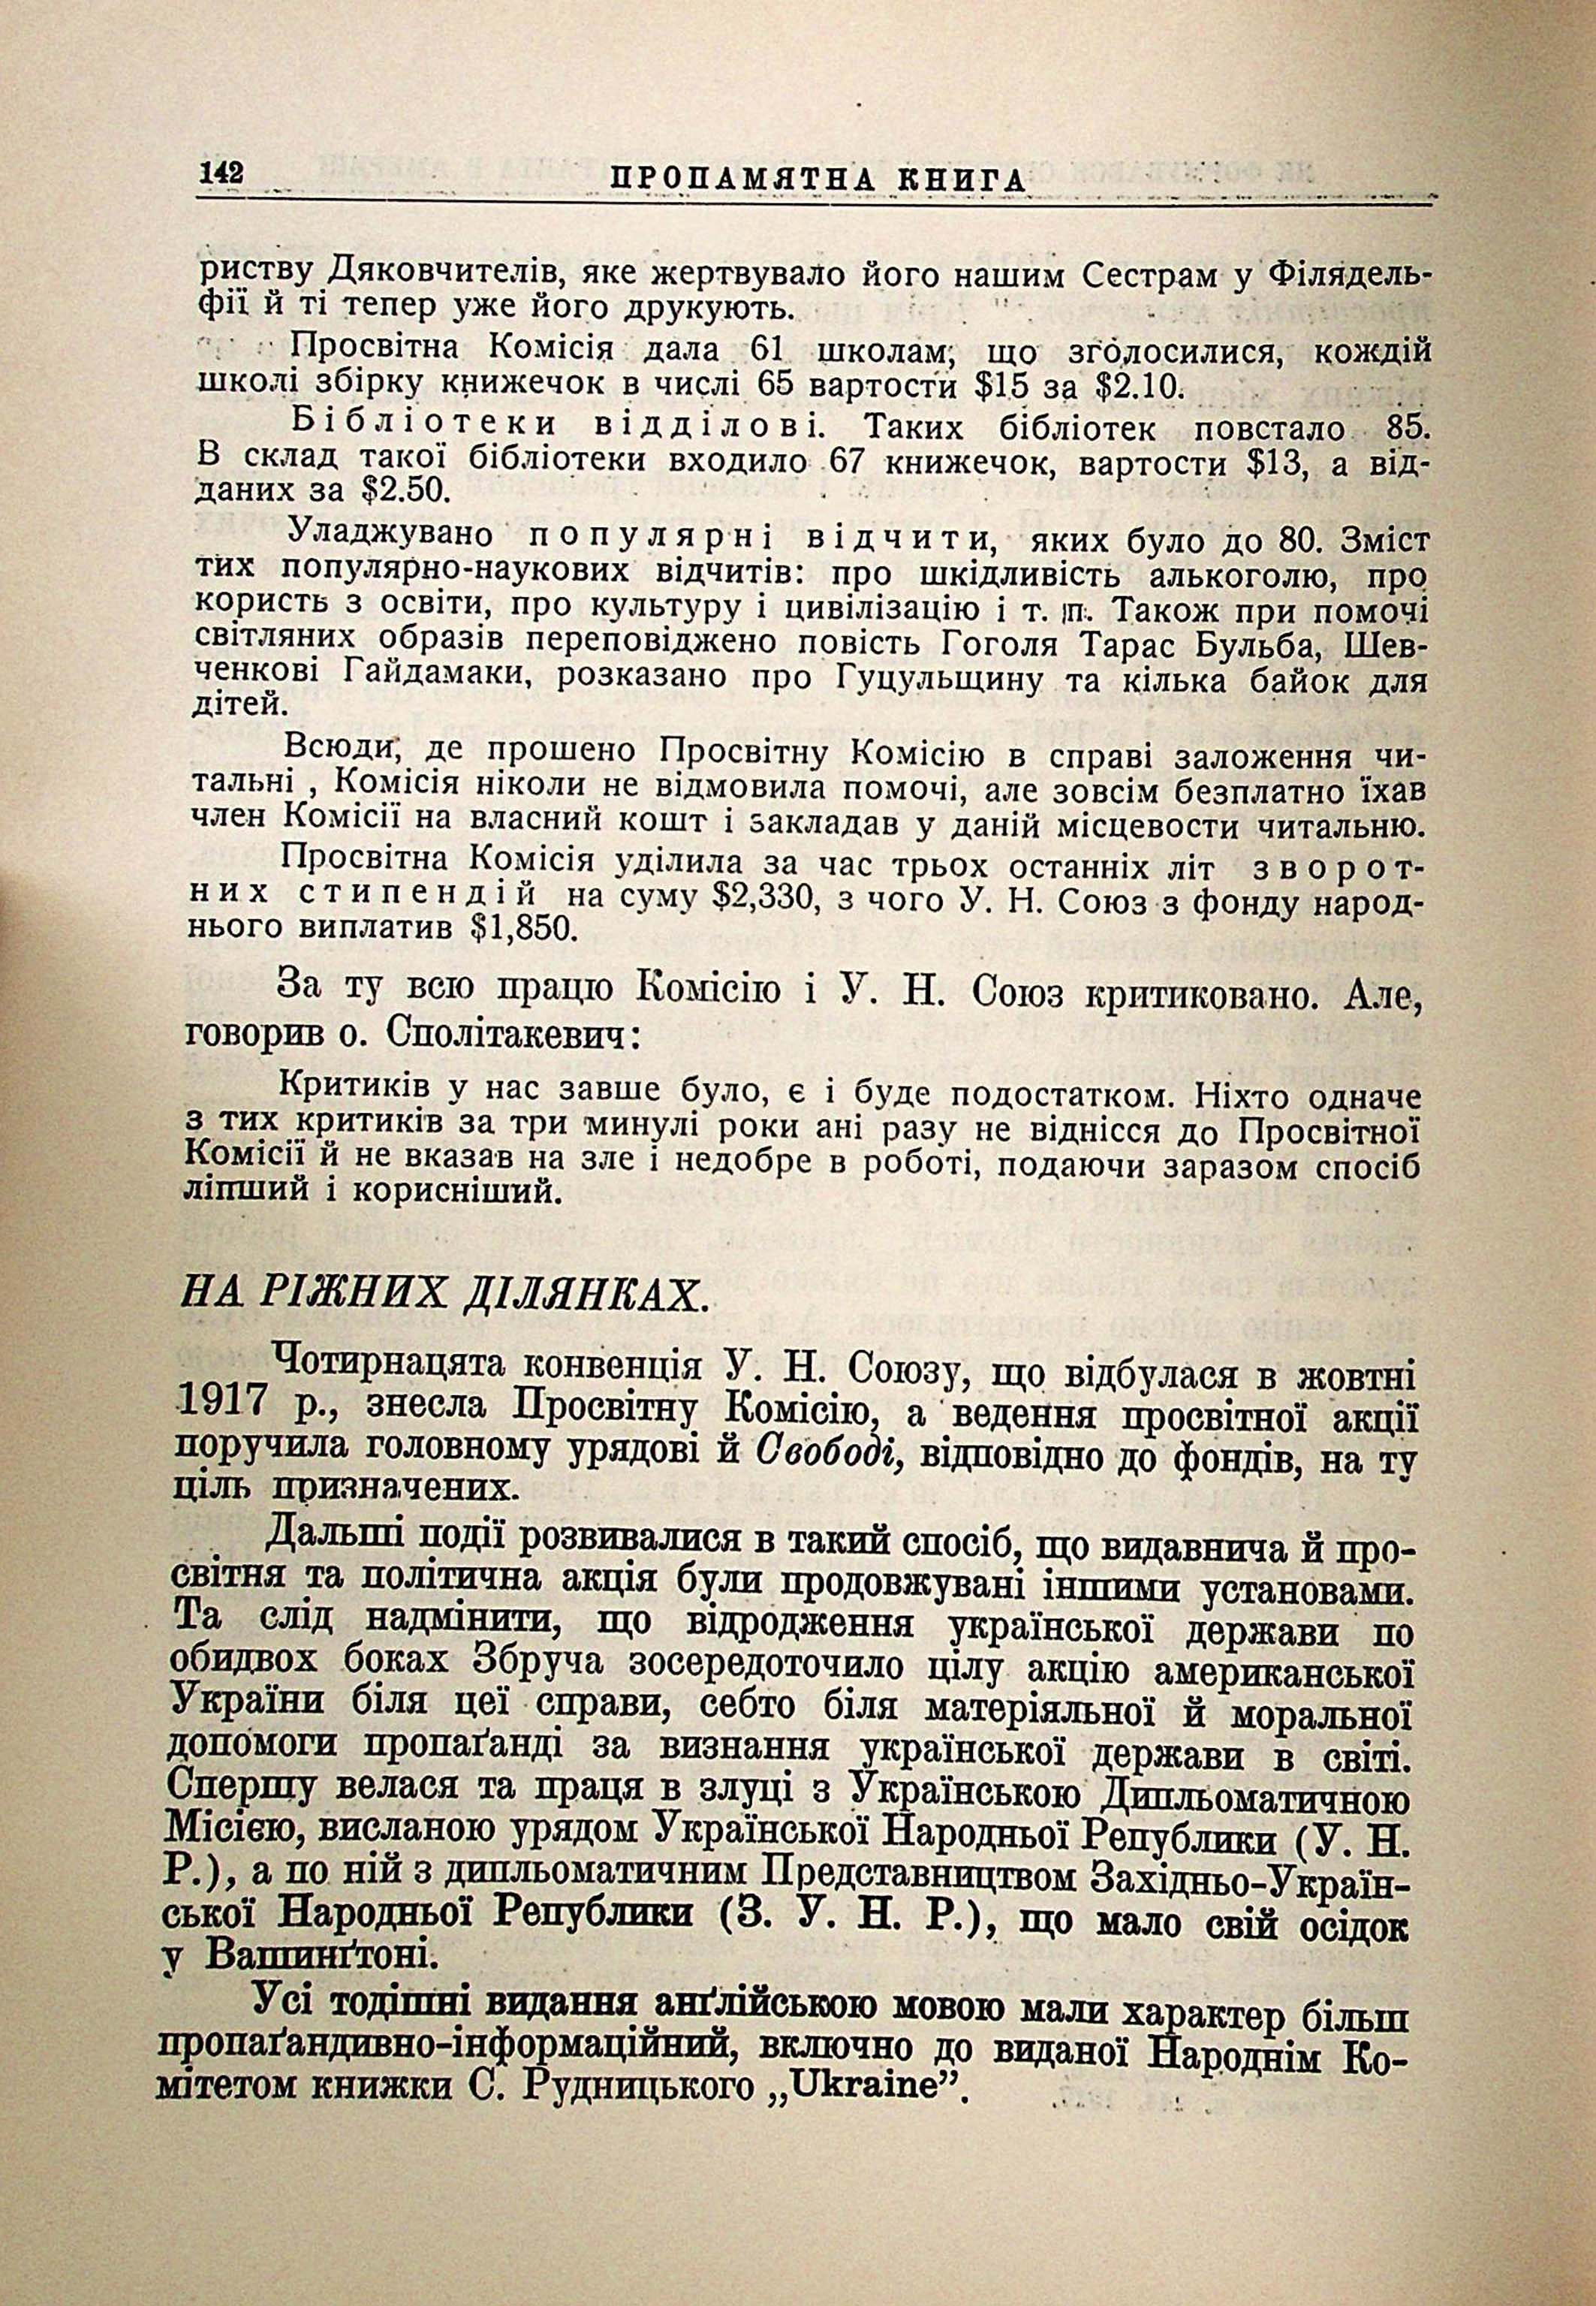 142 ПРОПАМЯТНА КНИГА
риству Дяковчителів, яке жертвувало його нашим Сестрам у Філядель-
фії й ті тепер уже його друкують.
Просвітна Комісія дала 61 школам, що зголосилися, кождій
школі збірку книжечок в числі 65 вартости $15 за $2.10.
Бібліотеки відділові. Таких бібліотек повстало 85.
В склад такої бібліотеки входило 67 книжечок, вартости $13, а від-
даних за $2.50.
Уладжувано популярні відчити, яких було до 80. Зміст
тих популярно-наукових відчитів: про шкідливість алькоголю, про
користь з освіти, про культуру і цивілізацію і т. п. Також при помочі
світляних образів переповіджено повість Гоголя Тарас Бульба, Шев-
ченкові Гайдамаки, розказано про Гуцульщину та кілька байок для
дітей.
Всюди, де прошено Просвітну Комісію в справі заложення чи-
тальні , Комісія ніколи не відмовила помочі, але зовсім безплатно їхав
член Комісії на власний кошт і закладав у даній місцевости читальню.
Просвітна Комісія уділила за час трьох останніх літ зворот-
них стипендій на суму $2,330, з чого У. Н. Союз з фонду народ-
нього виплатив $1,850.
За ту всю працю Комісію і У. Н. Союз критиковано. Але,
говорив о. Сполітакевич:
Критиків у нас завше було, є і буде подостатком. Ніхто одначе
з тих критиків за три минулі роки ані разу не віднісся до Просвітної
Комісії й не вказав на зле і недобре в роботі, подаючи заразом спосіб
ліпший і корисніший.
НА РІЖНИХ ДІЛЯНКАХ.
Чотирнацята конвенція У. Н. Союзу, що відбулася в жовтні
1917 р., знесла Просвітну Комісію, а ведення просвітної акції
поручила головному урядові й Свободі, відповідно до фондів, на ту
ціль призначених.
Дальші події розвивалися в такий спосіб, що видавнича й про-
світня та політична акція були продовжувані іншими установами.
Та слід надмінити, що відродження української держави по
обидвох боках Збруча зосередоточило цілу акцію американської
України біля цеї справи, себто біля матеріяльної й моральної
допомоги пропаґанді за визнання української держави в світі.
Спершу велася та праця в злуці з Українською Дипльоматичною
Місією, висланою урядом Української Народньої Републики (У. Н.
Р.), а по ній з дипльоматичним Представництвом Західньо-Україн-
ської Народньої Републики (З. У. Н. Р.), що мало свій осідок
у Вашинґтоні.
Усі тодішні видання анґлійською мовою мали характер більш
пропаґандивно-інформаційний, включно до виданої Народнім Ко-
мітетом книжки С. Рудницького „Ukraine”.